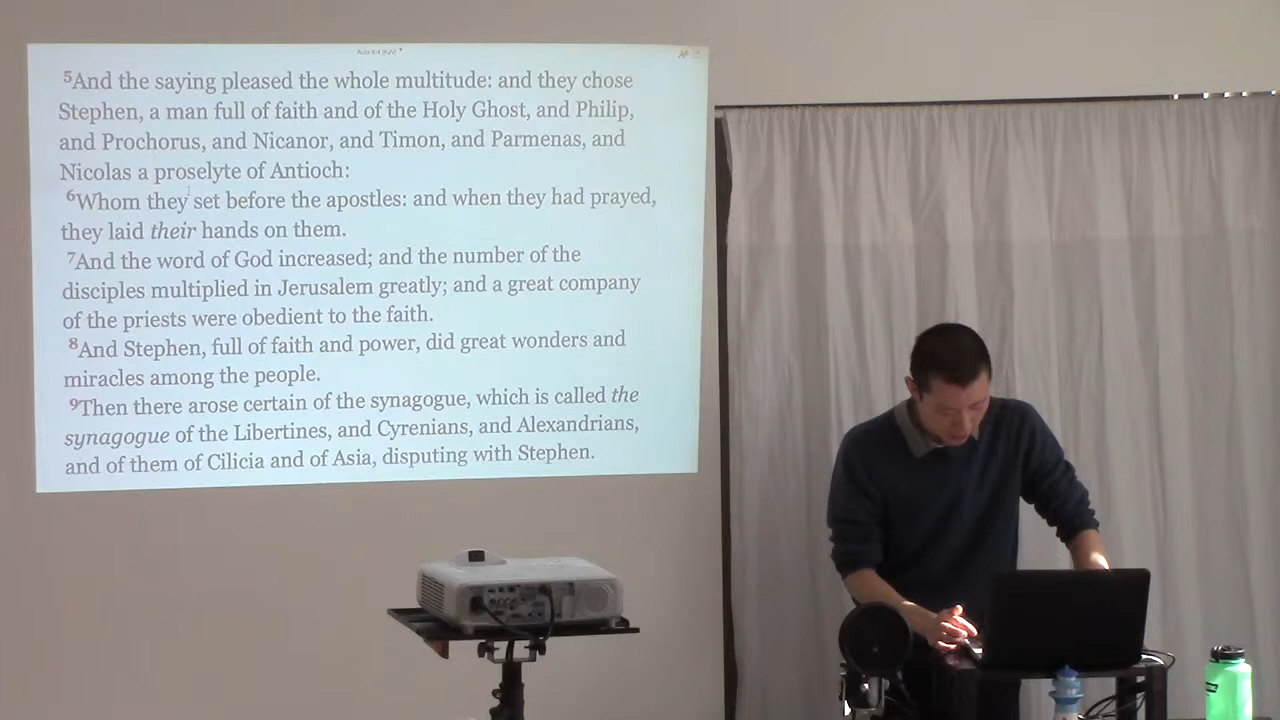 ⁵And the saying pleased the whole multitude: and they chose
Stephen, a man full of faith and of the Holy Ghost, and Philip,
and Prochorus, and Nicanor, and Timon, and Parmenas, and
Nicolas a proselyte of Antioch:
⁶Whom they set before the apostles: and when they had prayed,
they laid their hands on them.
⁷And the word of God increased; and the number of the
disciples multiplied in Jerusalem greatly; and a great company
of the priests were obedient to the faith.
⁸And Stephen, full of faith and power, did great wonders and
miracles among the people.
⁹Then there arose certain of the synagogue, which is called the
synagogue of the Libertines, and Cyrenians, and Alexandrians,
and of them of Cilicia and of Asia, disputing with Stephen.